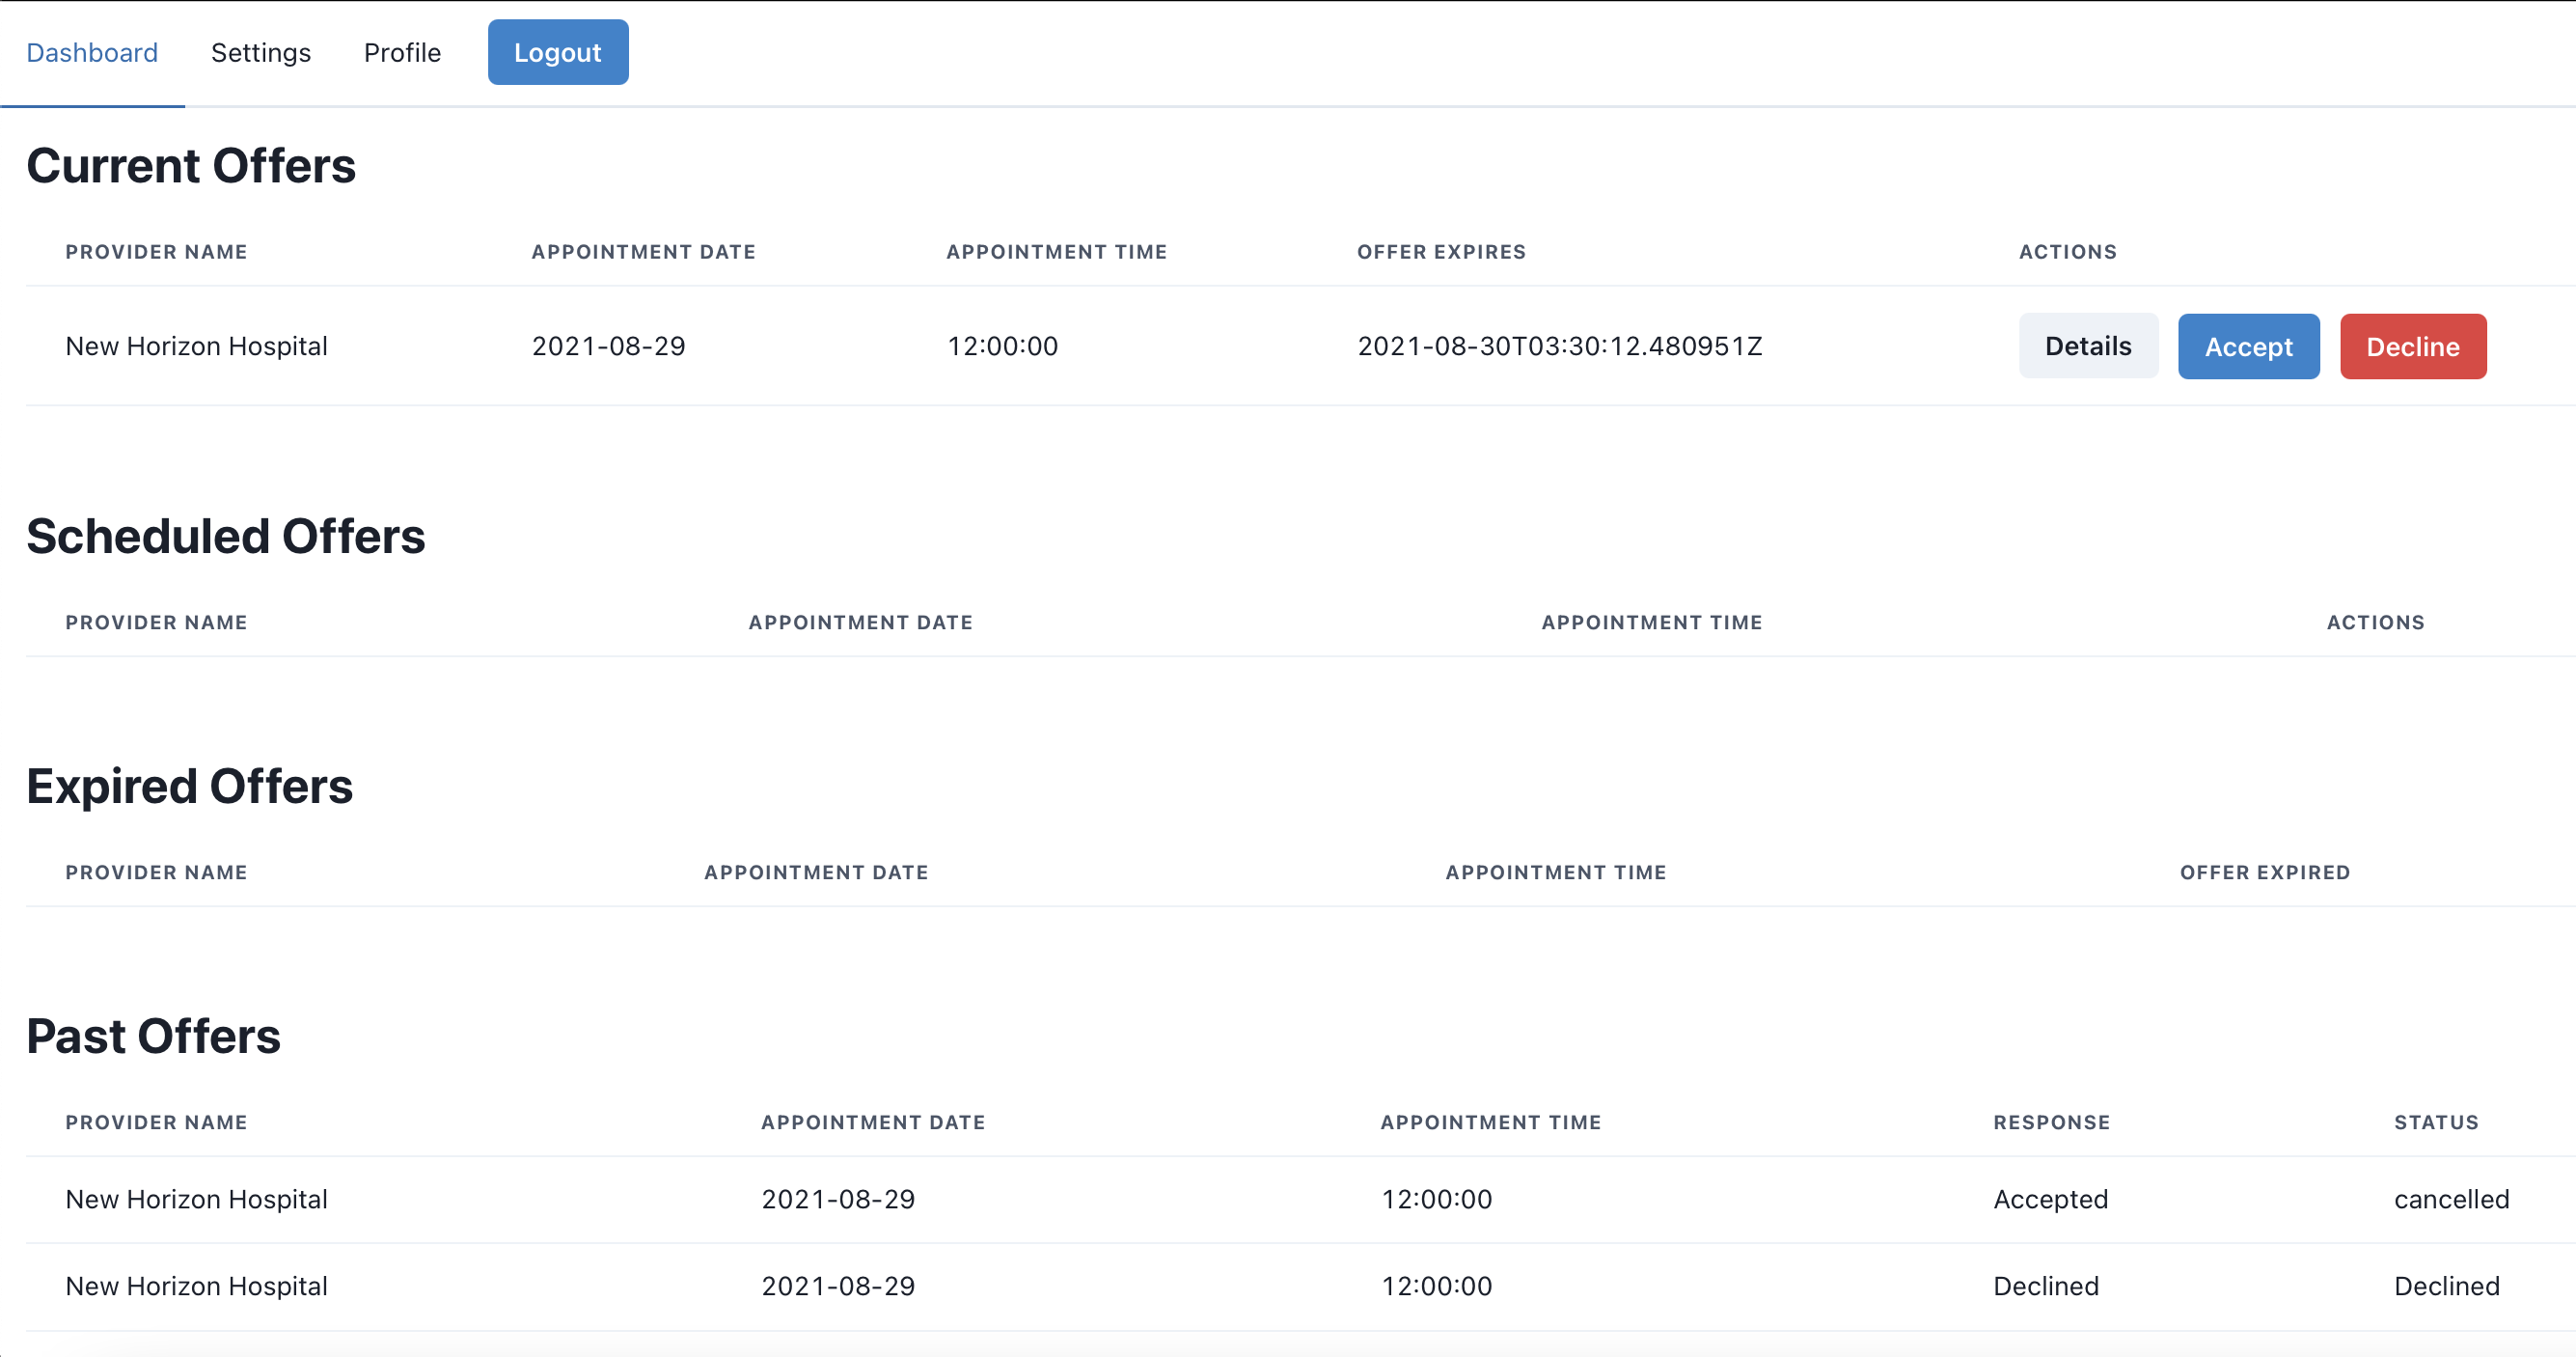 Dashboard Settings Profile Logout
Current Offers
PROVIDER NAME APPOINTMENT DATE APPOINTMENT TIME OFFER EXPIRES ACTIONS
New Horizon Hospital 2021-08-29 12:00:00 2021-08-30T03:30:12.480951Z Details Accept Decline
Scheduled Offers
PROVIDER NAME APPOINTMENT DATE APPOINTMENT TIME ACTIONS
Expired Offers
PROVIDER NAME APPOINTMENT DATE APPOINTMENT TIME OFFER EXPIRED
Past Offers
PROVIDER NAME APPOINTMENT DATE APPOINTMENT TIME RESPONSE STATUS
New Horizon Hospital 2021-08-29 12:00:00 Accepted cancelled
New Horizon Hospital 2021-08-29 12:00:00 Declined Declined